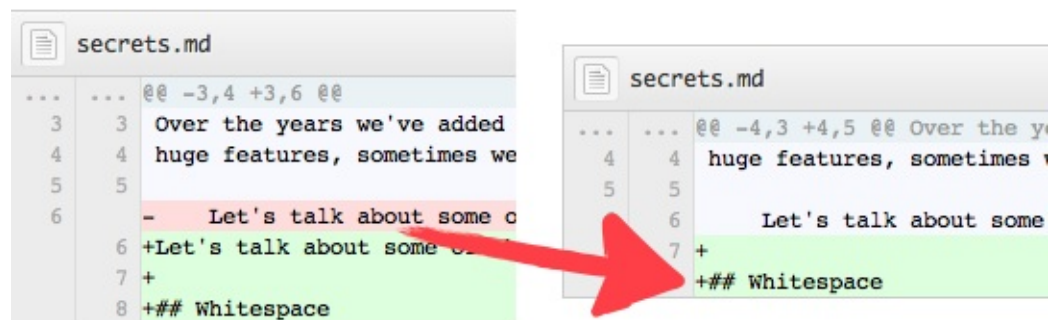 secrets.md
... ... @@ -3,4 +3,6 @@
3 3 Over the years we've added
4 4 huge features, sometimes we
5 5
6 - Let's talk about some
6 +Let's talk about some
7 +
8 +## Whitespace
secrets.md
... ... @@ -4,3 +4,5 @@ Over the
4 4 huge features, sometimes
5 5
6 Let's talk about some
7 +
+## Whitespace